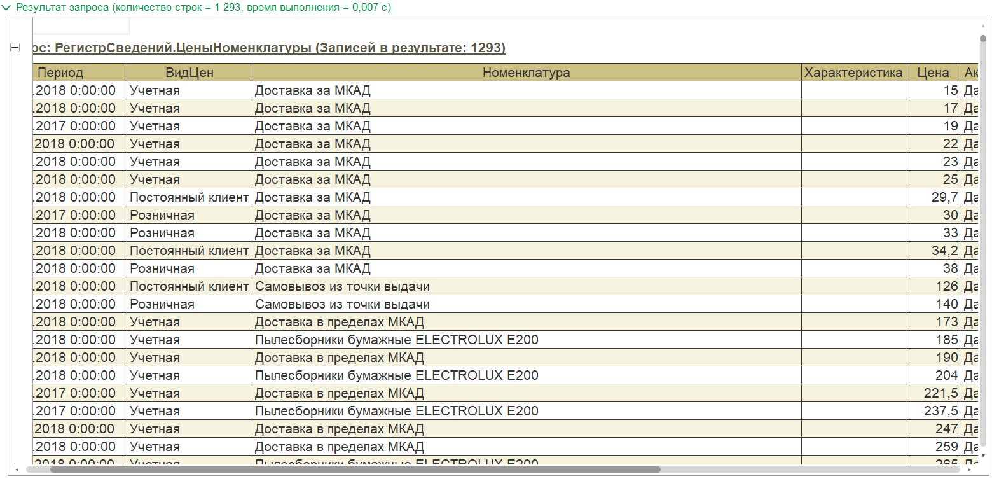 Результат запроса (количество строк = 1 293, время выполнения = 0,007 с)
ос: РегистрСведений.ЦеныНоменклатуры (Записей в результате: 1293)
Период ВидЦен Номенклатура Характеристика Цена Ак
.2018 0:00:00 Учетная Доставка за МКАД 15 Да
.2018 0:00:00 Учетная Доставка за МКАД 17 Да
.2017 0:00:00 Учетная Доставка за МКАД 19 Да
2018 0:00:00 Учетная Доставка за МКАД 22 Да
.2018 0:00:00 Учетная Доставка за МКАД 23 Да
.2018 0:00:00 Учетная Доставка за МКАД 25 Да
.2018 0:00:00 Постоянный клиент Доставка за МКАД 29,7 Да
.2017 0:00:00 Розничная Доставка за МКАД 30 Да
.2018 0:00:00 Розничная Доставка за МКАД 33 Да
.2018 0:00:00 Постоянный клиент Доставка за МКАД 34,2 Да
.2018 0:00:00 Розничная Доставка за МКАД 38 Да
.2018 0:00:00 Постоянный клиент Самовывоз из точки выдачи 126 Да
.2018 0:00:00 Розничная Самовывоз из точки выдачи 140 Да
.2018 0:00:00 Учетная Доставка в пределах МКАД 173 Да
.2018 0:00:00 Учетная Пылесборники бумажные ELECTROLUX E200 185 Да
.2018 0:00:00 Учетная Доставка в пределах МКАД 190 Да
.2018 0:00:00 Учетная Пылесборники бумажные ELECTROLUX E200 204 Да
.2017 0:00:00 Учетная Доставка в пределах МКАД 221,5 Да
.2017 0:00:00 Учетная Пылесборники бумажные ELECTROLUX E200 237,5 Да
2018 0:00:00 Учетная Доставка в пределах МКАД 247 Да
.2018 0:00:00 Учетная Доставка в пределах МКАД 259 Да
.2018 0:00:00 Учетная Пылесборники бумажные ELECTROLUX E200 265 Да